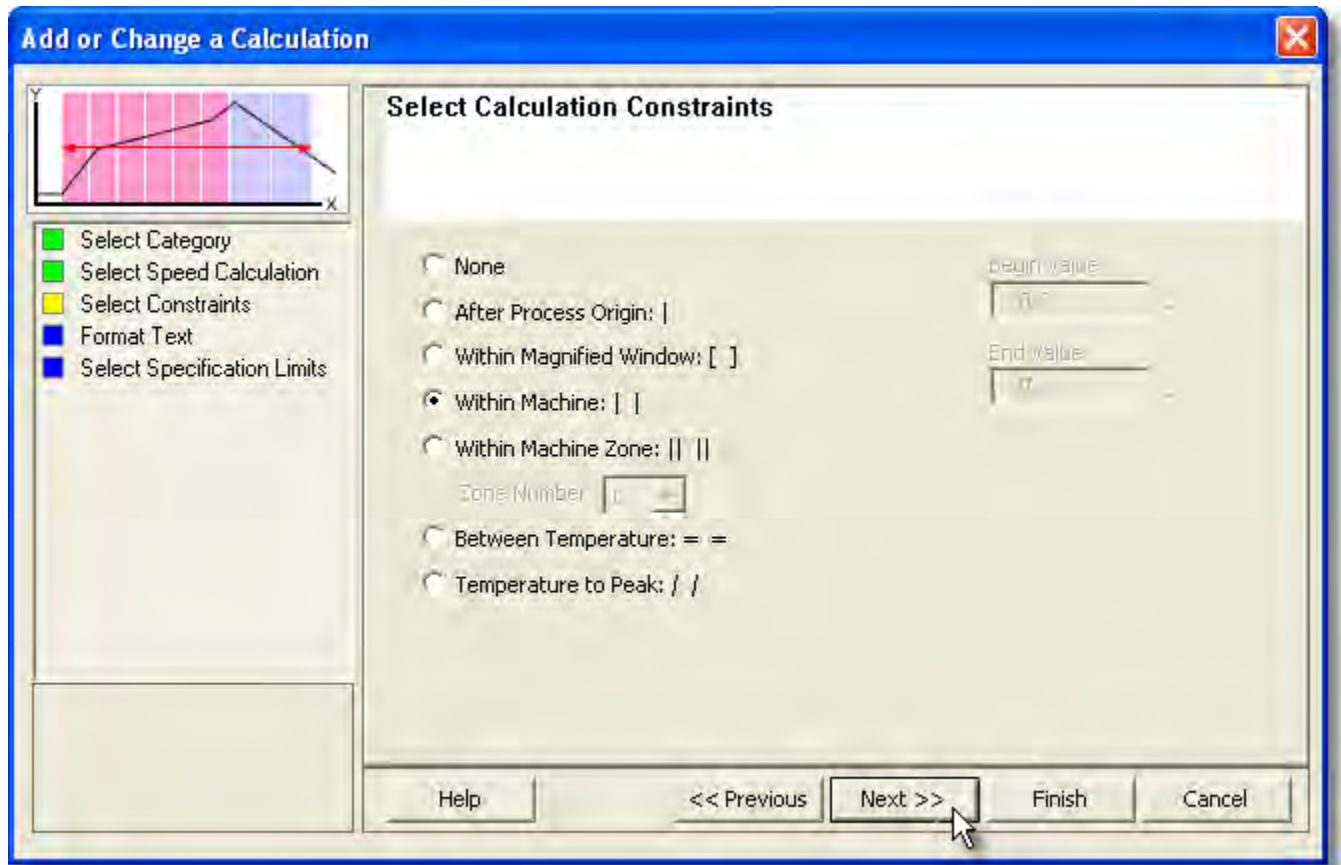 Add or Change a Calculation
Y
X
Select Category
Select Speed Calculation
Select Constraints
Format Text
Select Specification Limits
Select Calculation Constraints
None
After Process Origin: |
Within Magnified Window: [ ]
Within Machine: | |
Within Machine Zone: || ||
Zone Number
Between Temperature: = =
Temperature to Peak: / /
Begin value
End value
Help
<< Previous
Next >>
Finish
Cancel